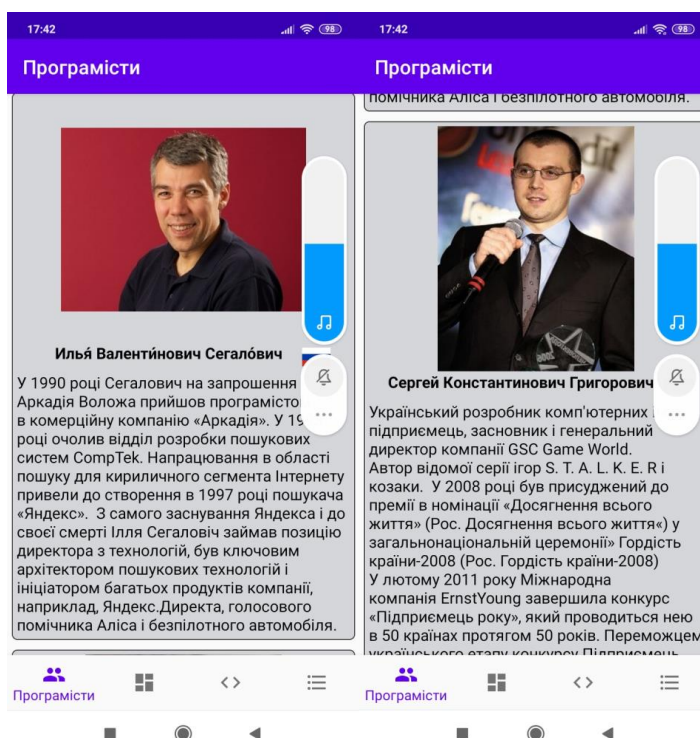 17:42
98
Програмісти
Илья́ Валенти́нович Сегало́вич
У 1990 році Сегалович на запрошення
Аркадія Воложа прийшов
в комерційну компанію «Аркадія». У
році очолив відділ розробки пошукових
систем CompTek. Напрацювання в області
пошуку для кириличного сегмента Інтернету
привели до створення в 1997 році пошукача
«Яндекс».  З самого заснування Яндекса і до
своєї смерті Ілля Сегаловіч займав позицію
директора з технологій, був ключовим
архітектором пошукових технологій і
ініціатором багатьох продуктів компанії,
наприклад, Яндекс.Директа, голосового
помічника Аліса і безпілотного автомобіля.
Програмісти
17:42
98
Програмісти
помічника Аліса і безпілотного автомобіля.
Сергей Константинович Григорович
Український розробник комп'ютерних
підприємець, засновник і генеральний
директор компанії GSC Game World.
Автор відомої серії ігор S. T. A. L. K. E. R і
козаки.  У 2008 році був присуджений до
премії в номінації «Досягнення всього
життя» (Рос. Досягнення всього життя«) у
загальнонаціональній церемонії» Гордість
країни-2008 (Рос. Гордість країни-2008)
У лютому 2011 року Міжнародна
компанія ErnstYoung завершила конкурс
«Підприємець року», який проводиться нею
в 50 країнах протягом 50 років. Переможцем
українського етапу конкурсу Підприємець
Програмісти